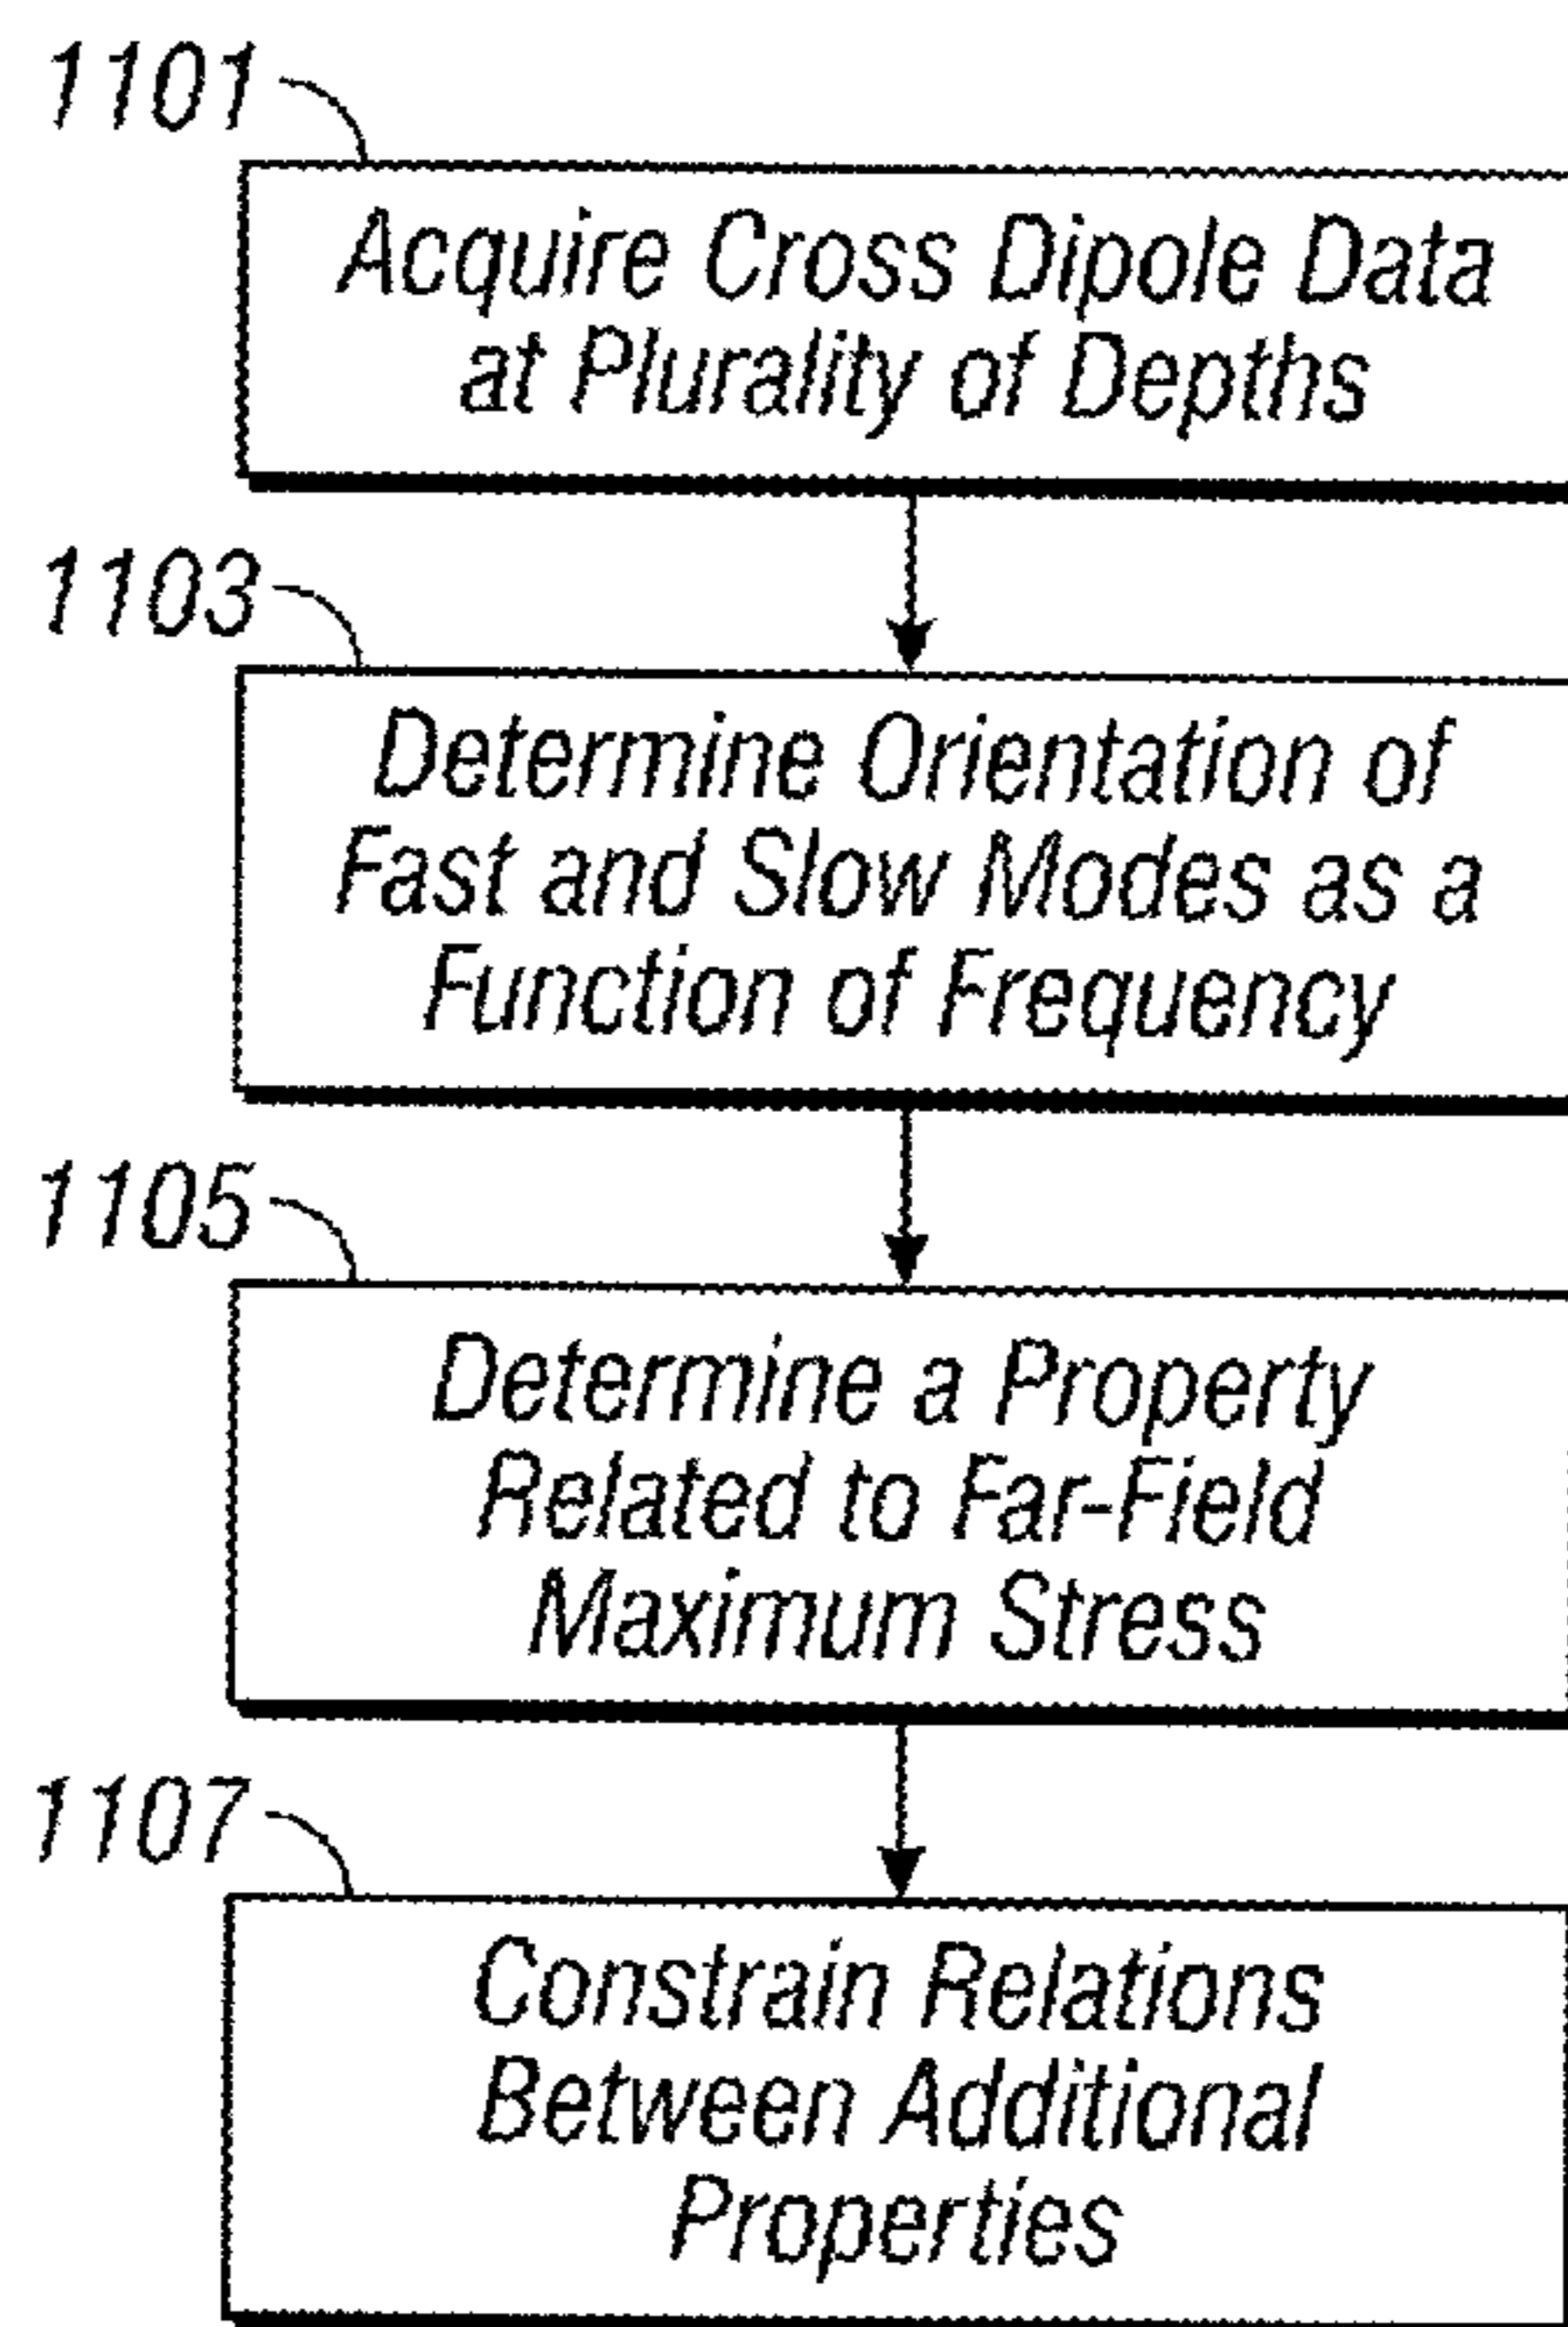 1101
Acquire Cross Dipole Data
at Plurality of Depths
1103
Determine Orientation of
Fast and Slow Modes as a
Function of Frequency
1105
Determine a Property
Related to Far-Field
Maximum Stress
1107
Constrain Relations
Between Additional
Properties